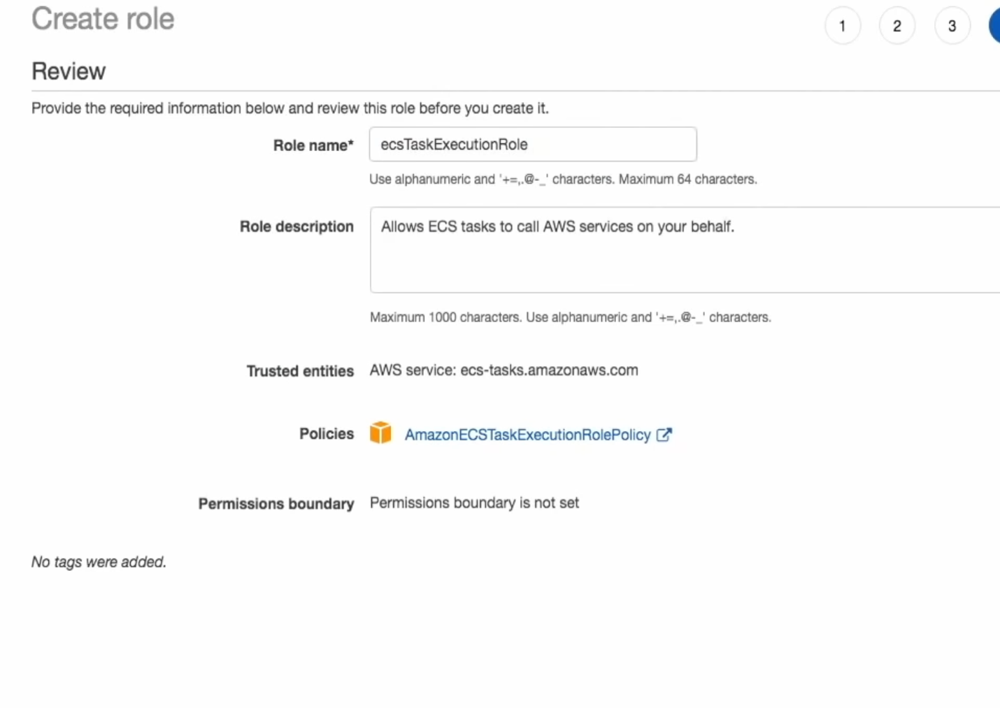 Create role
1 2 3
Review
Provide the required information below and review this role before you create it.
Role name* ecsTaskExecutionRole
Use alphanumeric and '+=,.@-_' characters. Maximum 64 characters.
Role description Allows ECS tasks to call AWS services on your behalf.
Maximum 1000 characters. Use alphanumeric and '+=,.@-_' characters.
Trusted entities AWS service: ecs-tasks.amazonaws.com
Policies AmazonECSTaskExecutionRolePolicy
Permissions boundary Permissions boundary is not set
No tags were added.